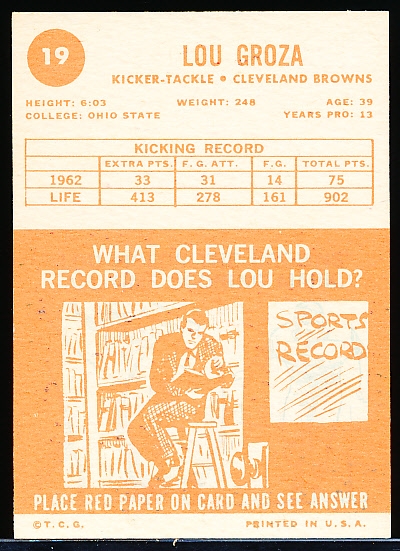 19
LOU GROZA
KICKER-TACKLE • CLEVELAND BROWNS
HEIGHT: 6:03 WEIGHT: 248 AGE: 39
COLLEGE: OHIO STATE YEARS PRO: 13
KICKING RECORD
EXTRA PTS. F. G. ATT. F. G. TOTAL PTS.
1962 33 31 14 75
LIFE 413 278 161 902
WHAT CLEVELAND
RECORD DOES LOU HOLD?
SPORTS
RECORD
PLACE RED PAPER ON CARD AND SEE ANSWER
© T. C. G. PRINTED IN U. S. A.